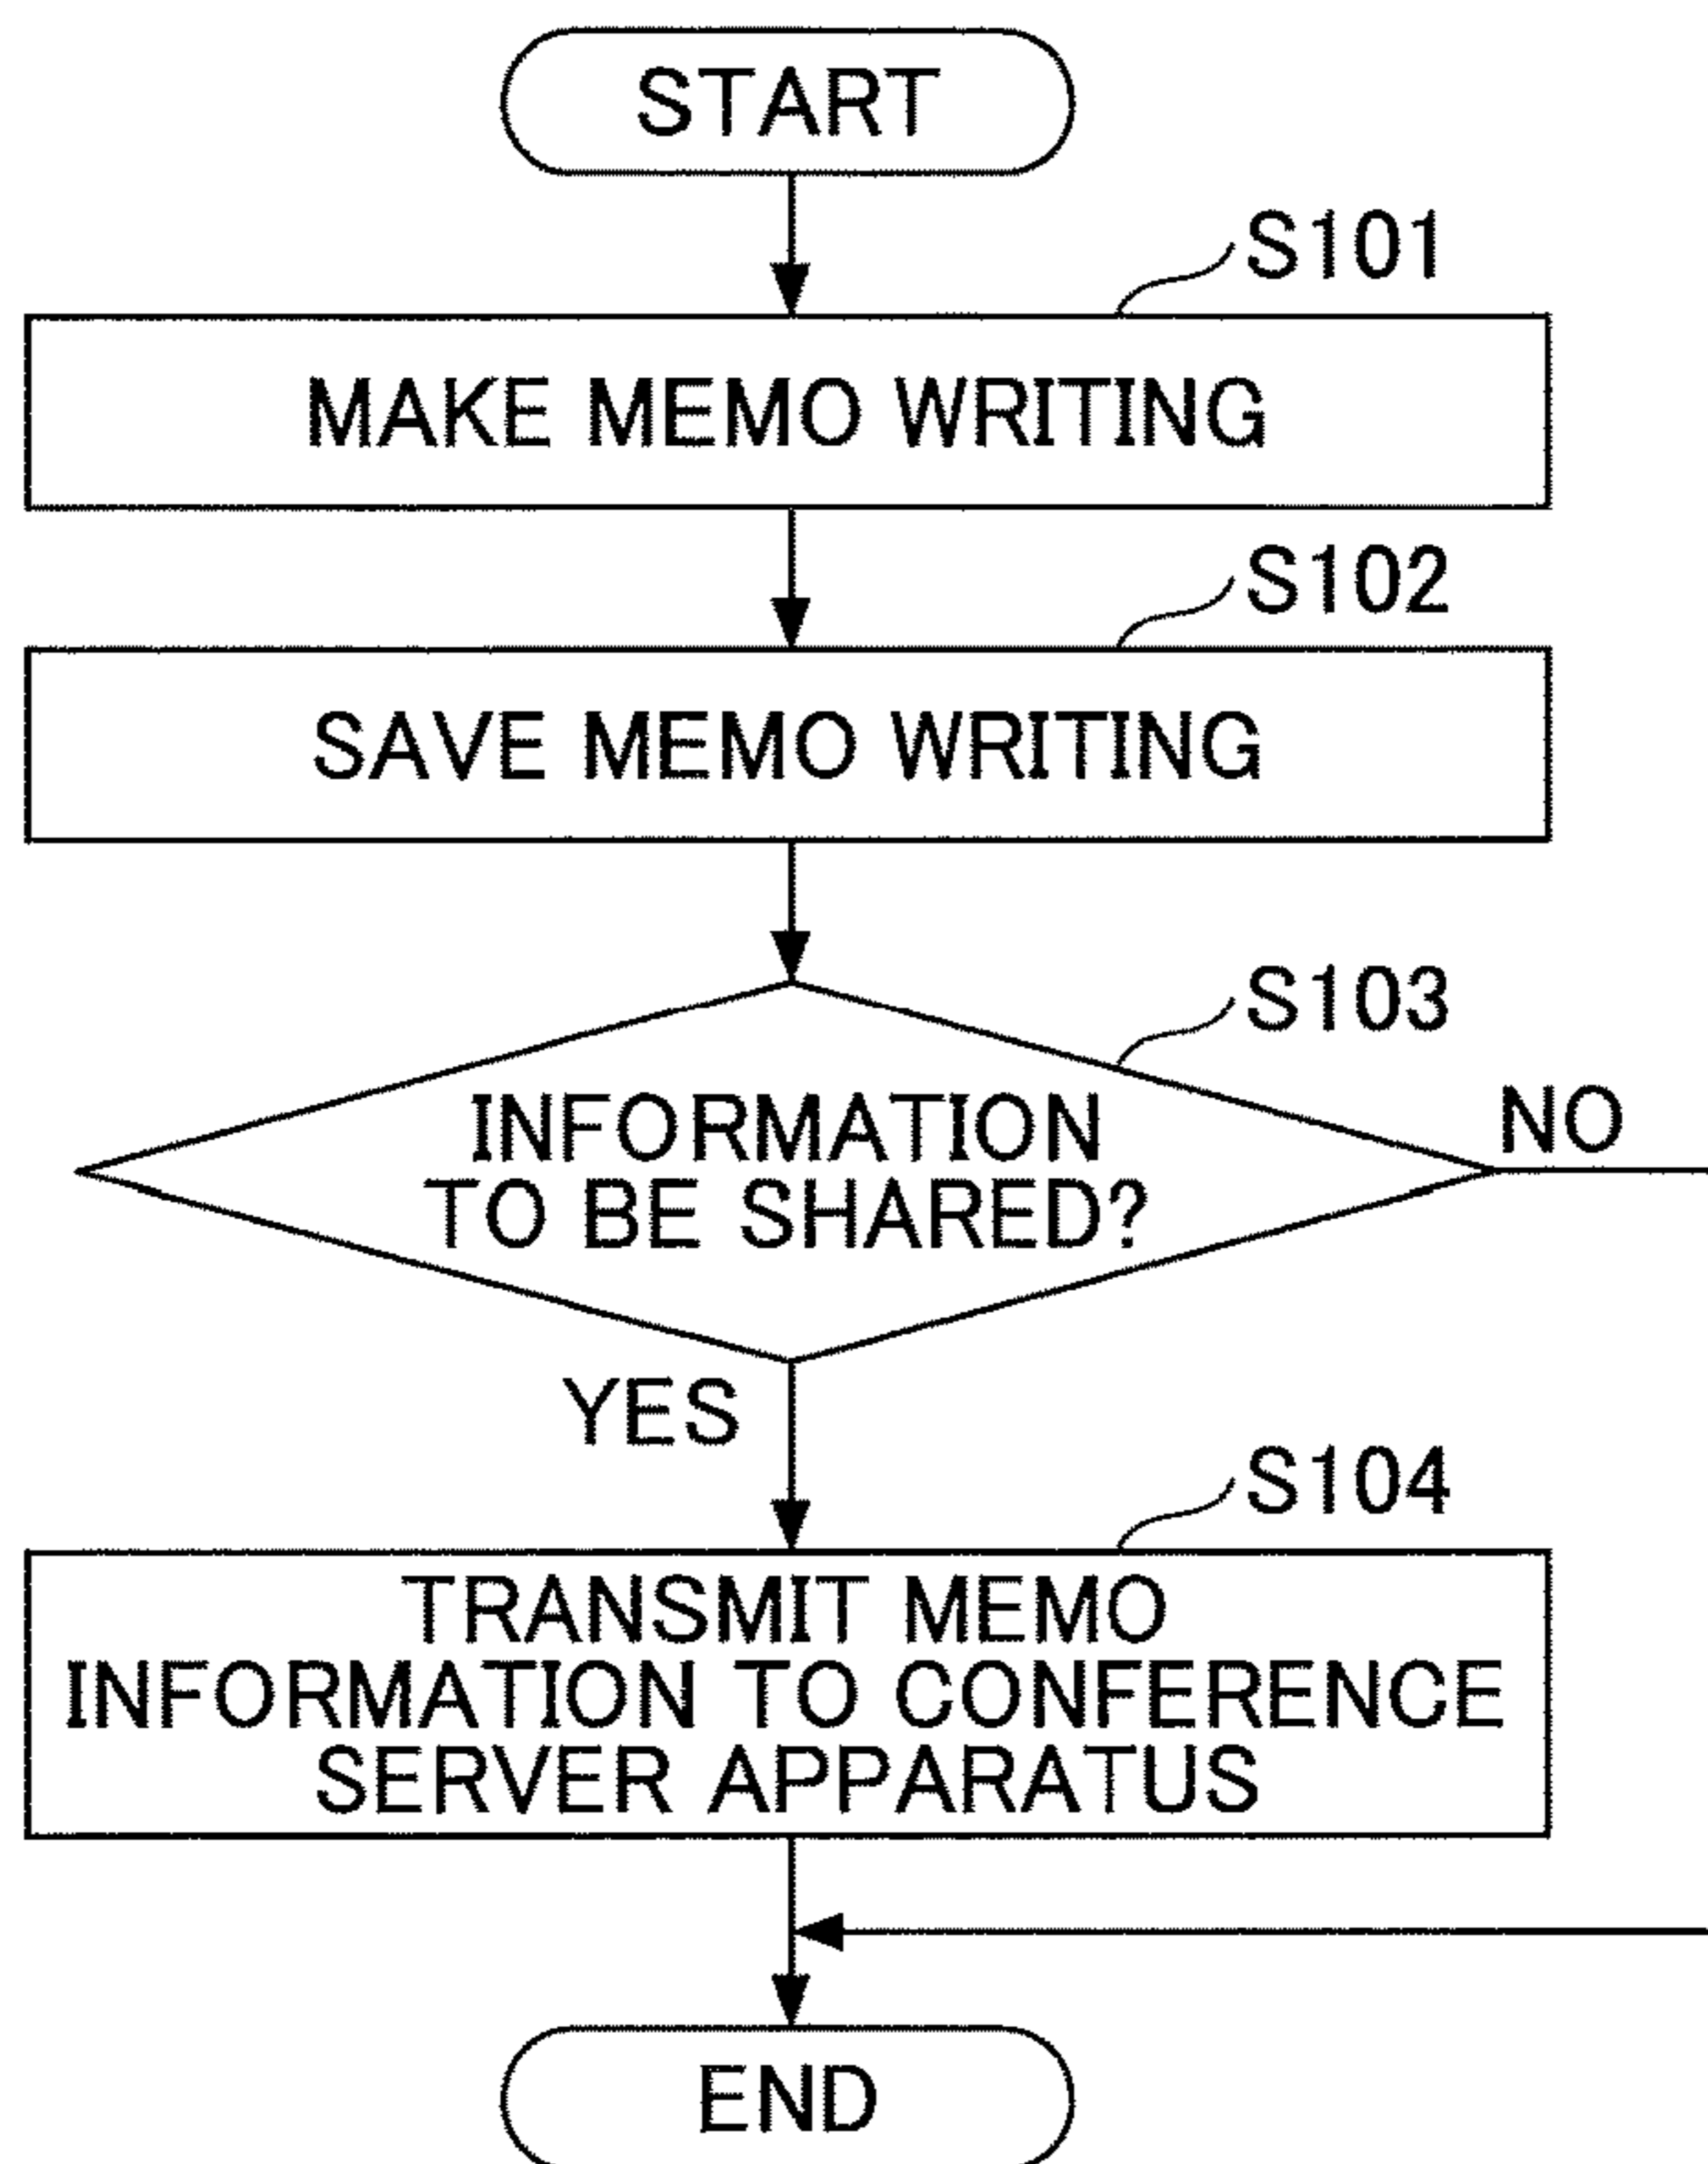 START
S101
MAKE MEMO WRITING
S102
SAVE MEMO WRITING
S103
INFORMATION
TO BE SHARED?
NO
YES
S104
TRANSMIT MEMO
INFORMATION TO CONFERENCE
SERVER APPARATUS
END